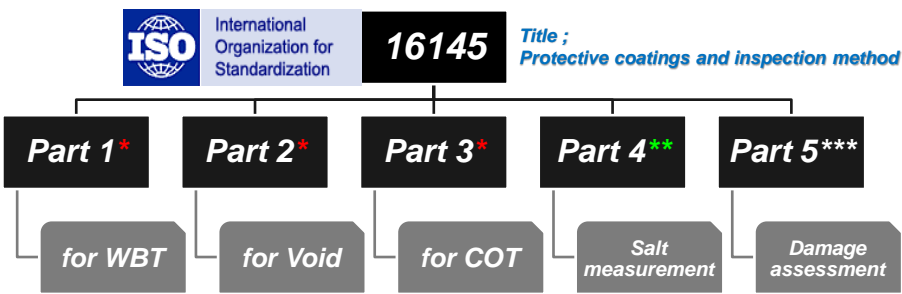 ISO
International
Organization for
Standardization
16145
Title ;
Protective coatings and inspection method
Part 1*
Part 2*
Part 3*
Part 4**
Part 5***
for WBT
for Void
for COT
Salt
measurement
Damage
assessment